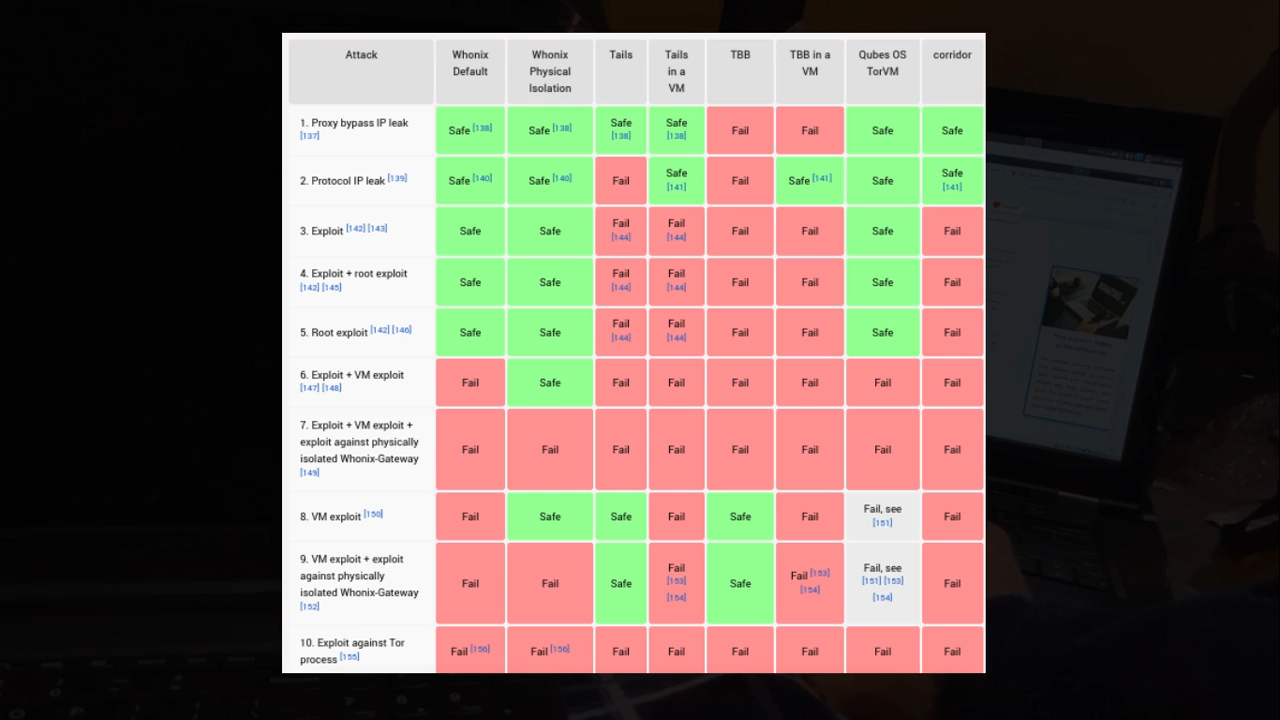 Attack Whonix Default Whonix Physical Isolation Tails Tails in a VM TBB TBB in a VM Qubes OS TorVM corridor
1. Proxy bypass IP leak [137] Safe [138] Safe [138] Safe [138] Safe [138] Fail Fail Safe Safe
2. Protocol IP leak [139] Safe [140] Safe [140] Fail Safe [141] Fail Safe [141] Safe Safe [141]
3. Exploit [142] [143] Safe Safe Fail [144] Fail [144] Fail Fail Safe Fail
4. Exploit + root exploit [142] [145] Safe Safe Fail [144] Fail [144] Fail Fail Safe Fail
5. Root exploit [142] [146] Safe Safe Fail [144] Fail [144] Fail Fail Safe Fail
6. Exploit + VM exploit [147] [148] Fail Safe Fail Fail Fail Fail Fail Fail
7. Exploit + VM exploit + exploit against physically isolated Whonix-Gateway [149] Fail Fail Fail Fail Fail Fail Fail Fail
8. VM exploit [150] Fail Safe Safe Fail Safe Fail Fail, see [151] Fail
9. VM exploit + exploit against physically isolated Whonix-Gateway [152] Fail Fail Safe Fail [153] [154] Safe Fail [153] [154] Fail, see [151] [153] [154] Fail
10. Exploit against Tor process [155] Fail [156] Fail [156] Fail Fail Fail Fail Fail Fail